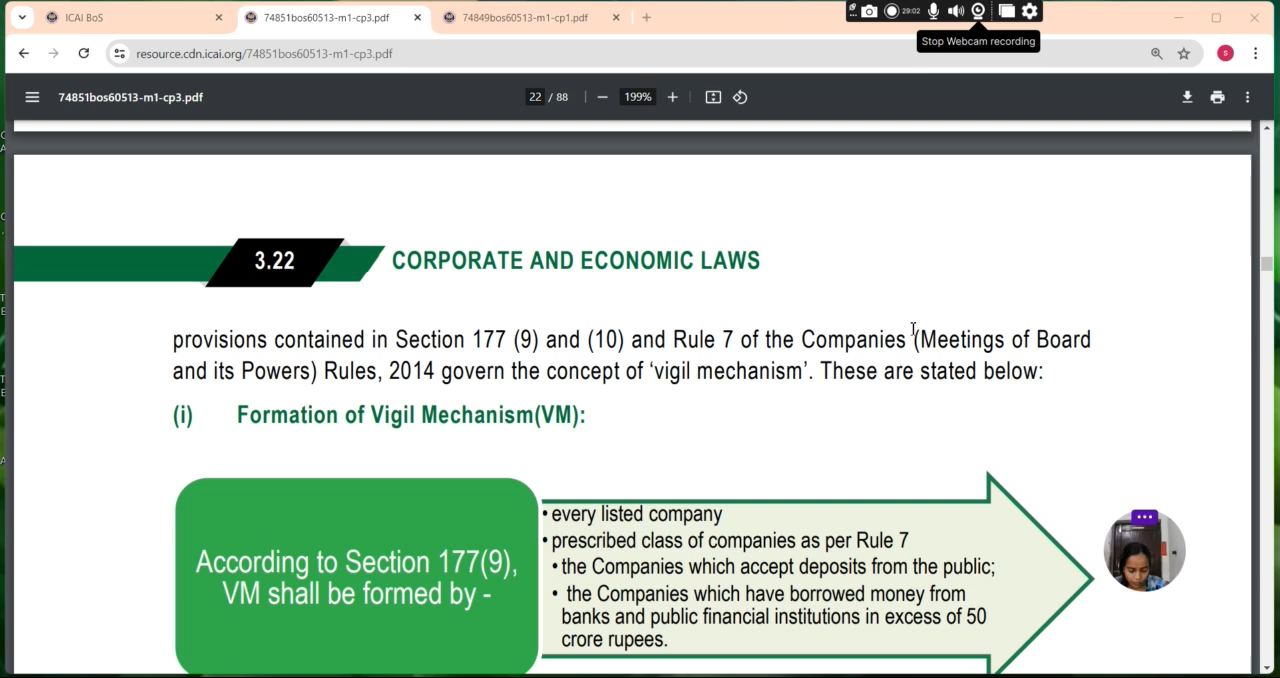 ICAI BoS
74851bos60513-m1-cp3.pdf
74849bos60513-m1-cp1.pdf
29:02
Stop Webcam recording
resource.cdn.icai.org/74851bos60513-m1-cp3.pdf
S
74851bos60513-m1-cp3.pdf
22 / 88
199%
3.22 CORPORATE AND ECONOMIC LAWS
provisions contained in Section 177 (9) and (10) and Rule 7 of the Companies (Meetings of Board
and its Powers) Rules, 2014 govern the concept of ‘vigil mechanism’. These are stated below:
(i) Formation of Vigil Mechanism(VM):
According to Section 177(9),
VM shall be formed by -
• every listed company
• prescribed class of companies as per Rule 7
• the Companies which accept deposits from the public;
• the Companies which have borrowed money from
banks and public financial institutions in excess of 50
crore rupees.